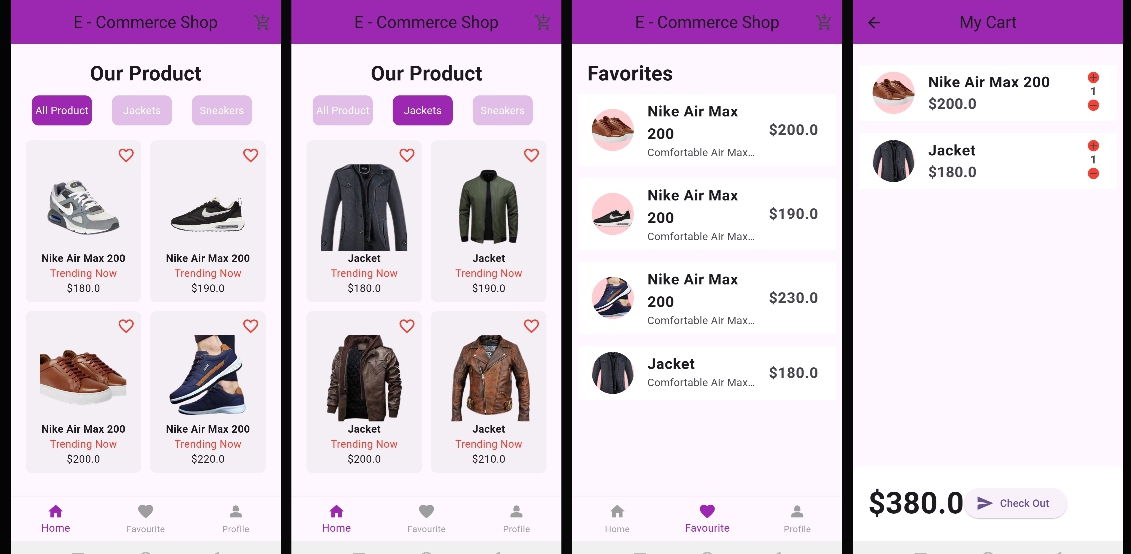 E - Commerce Shop
Our Product
All Product
Jackets
Sneakers
Nike Air Max 200
Trending Now
$180.0
Nike Air Max 200
Trending Now
$190.0
Nike Air Max 200
Trending Now
$200.0
Nike Air Max 200
Trending Now
$220.0
Home
Favourite
Profile
E - Commerce Shop
Our Product
All Product
Jackets
Sneakers
Jacket
Trending Now
$180.0
Jacket
Trending Now
$190.0
Jacket
Trending Now
$200.0
Jacket
Trending Now
$210.0
Home
Favourite
Profile
E - Commerce Shop
Favorites
Nike Air Max
200
Comfortable Air Max...
$200.0
Nike Air Max
200
Comfortable Air Max...
$190.0
Nike Air Max
200
Comfortable Air Max...
$230.0
Jacket
Comfortable Air Max...
$180.0
Home
Favourite
Profile
My Cart
Nike Air Max 200
$200.0
1
Jacket
$180.0
1
$380.0
Check Out